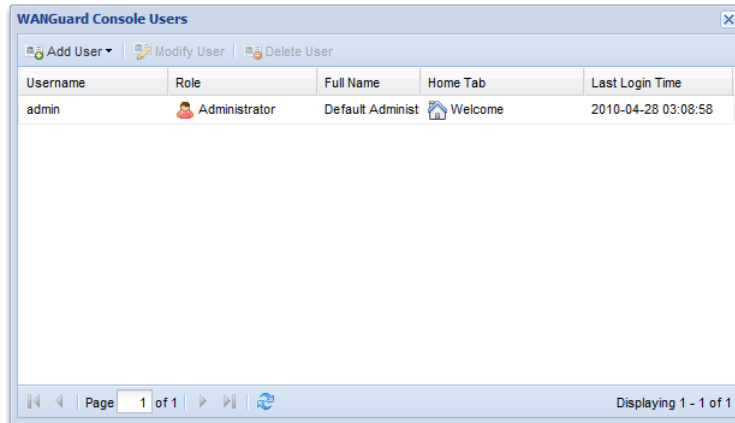 WANGuard Console Users
Add User Modify User Delete User
Username Role Full Name Home Tab Last Login Time
admin Administrator Default Administ Welcome 2010-04-28 03:08:58
Page 1 of 1 Displaying 1 - 1 of 1